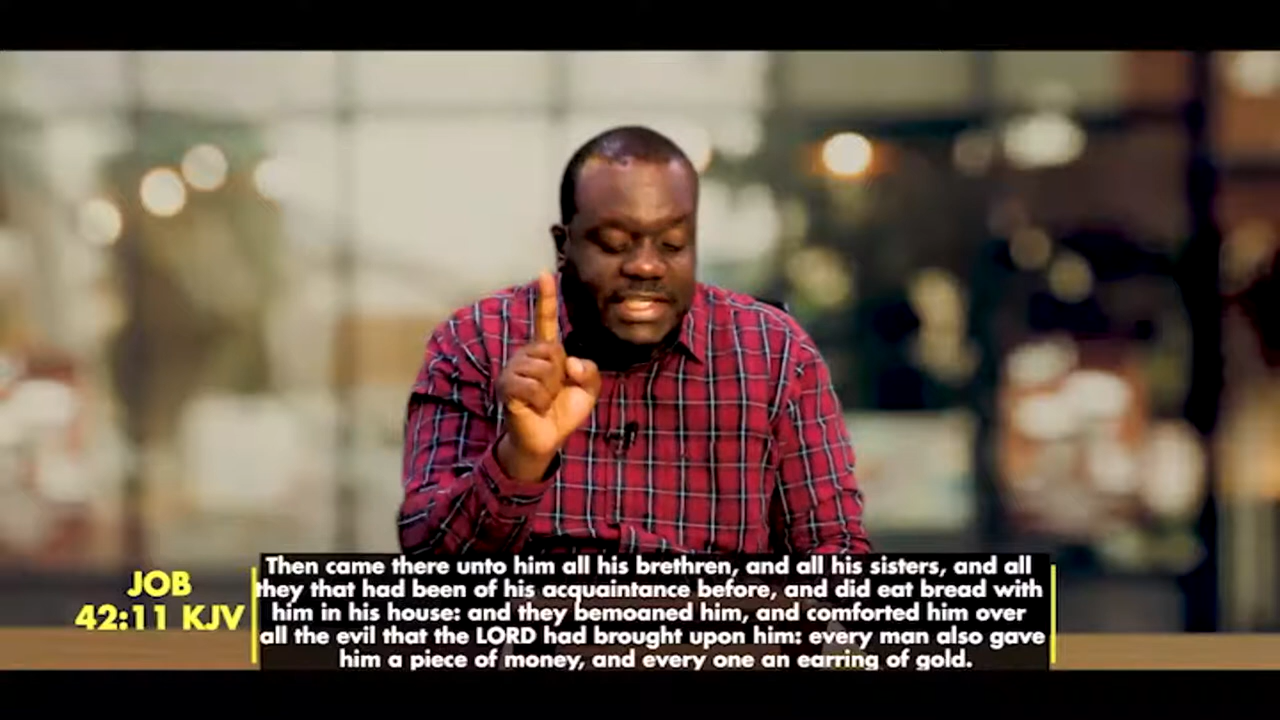 JOB
42:11 KJV
Then came there unto him all his brethren, and all his sisters, and all
they that had been of his acquaintance before, and did eat bread with
him in his house: and they bemoaned him, and comforted him over
all the evil that the LORD had brought upon him: every man also gave
him a piece of money, and every one an earring of gold.